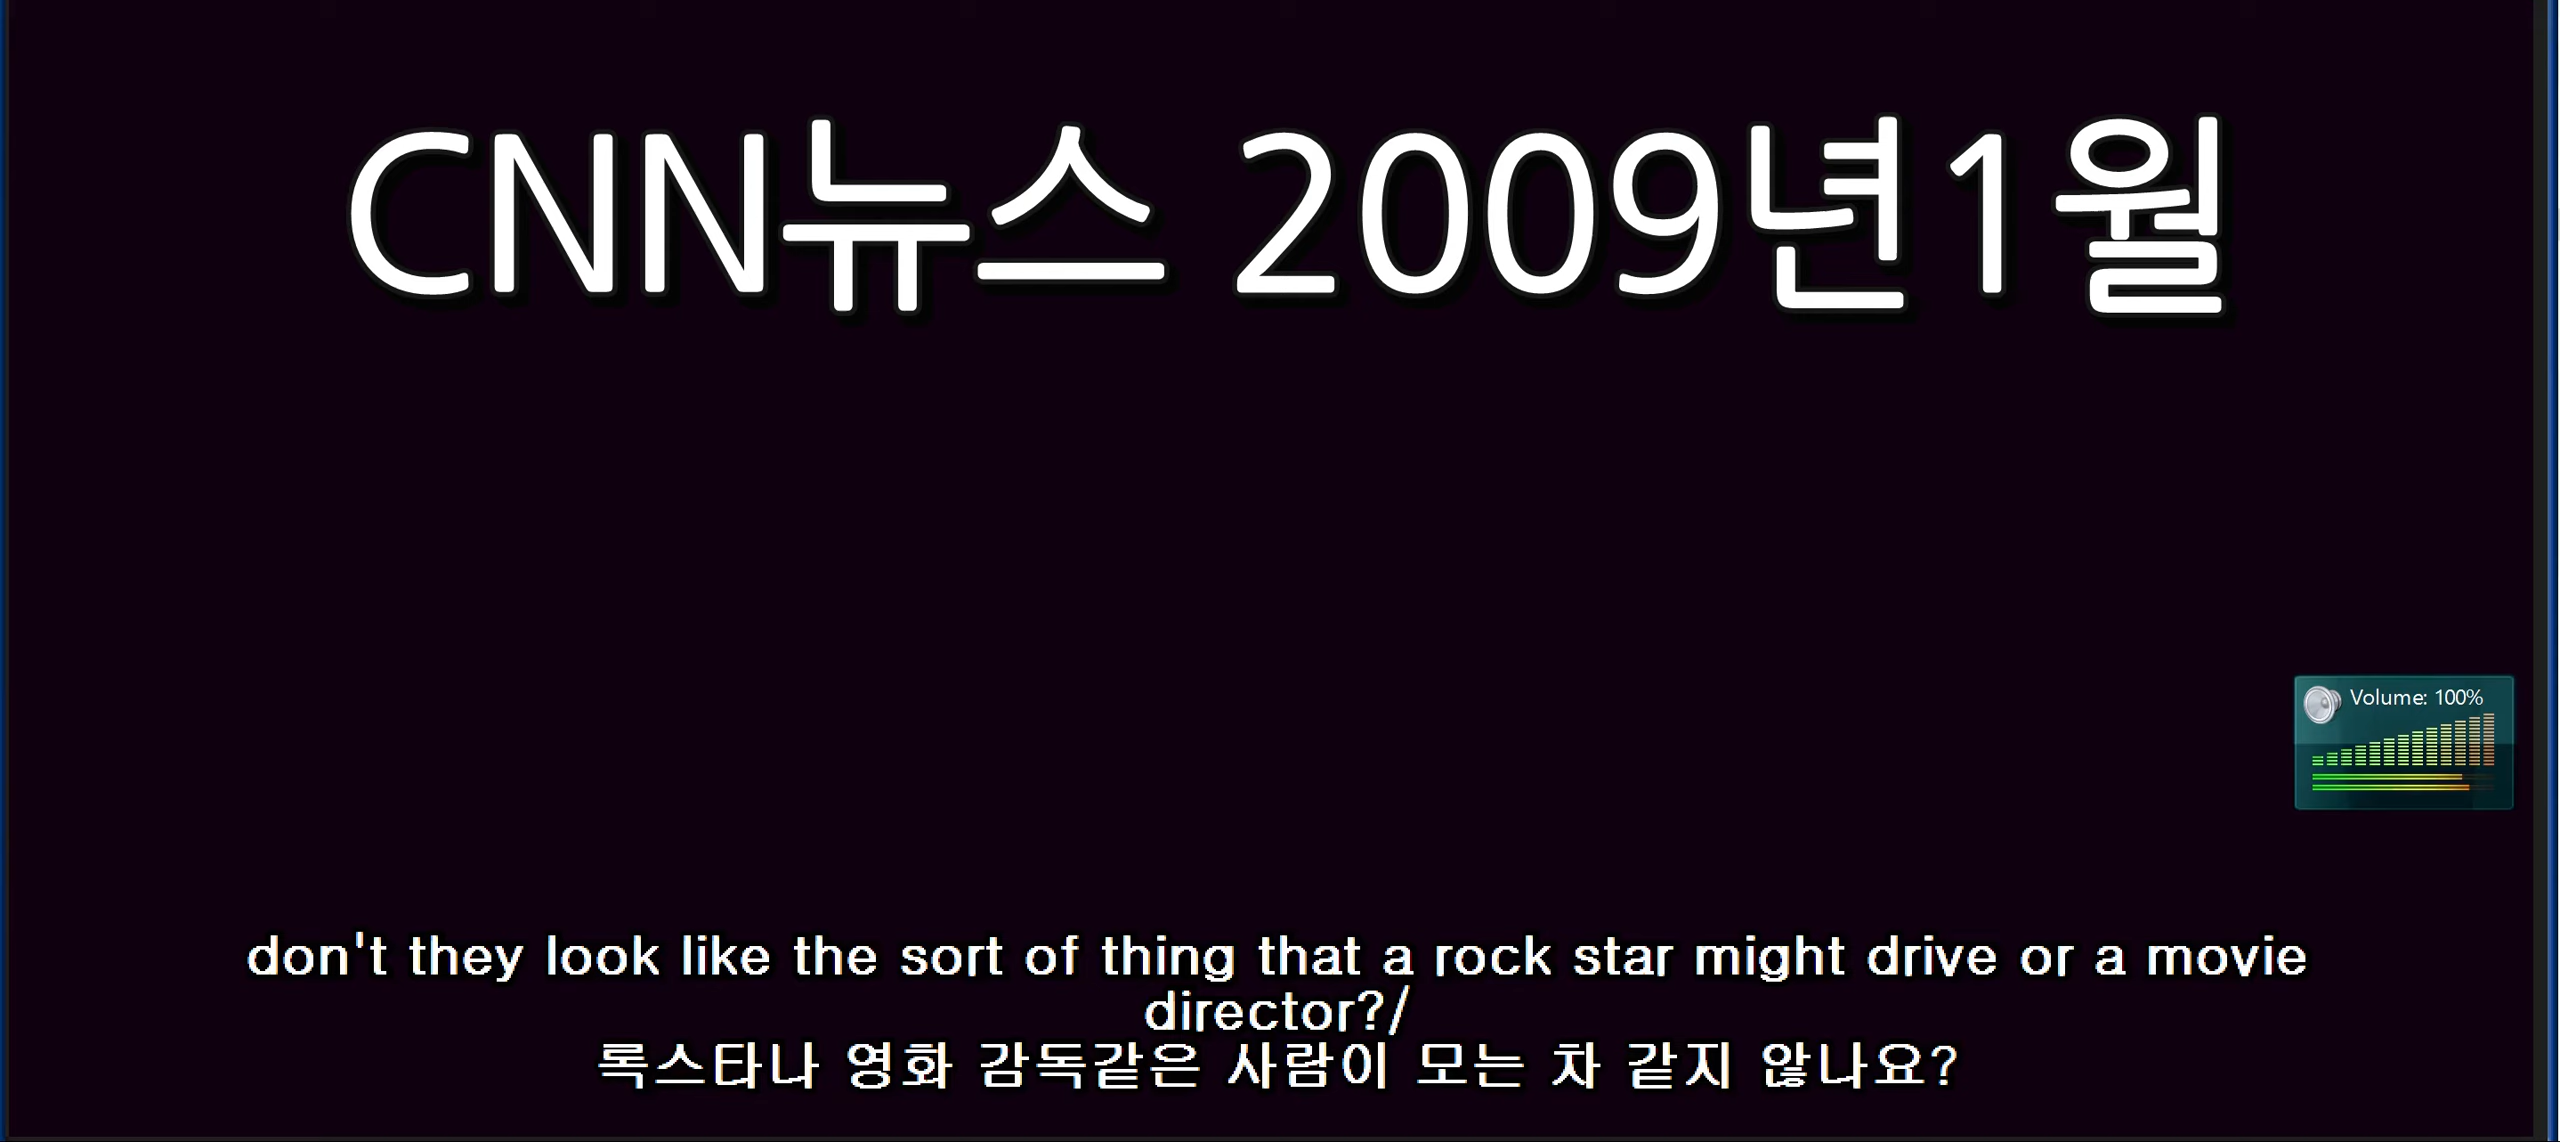 CNN뉴스 2009년1월
Volume: 100%
don't they look like the sort of thing that a rock star might drive or a movie
director?/
록스타나 영화 감독같은 사람이 모는 차 같지 않나요?